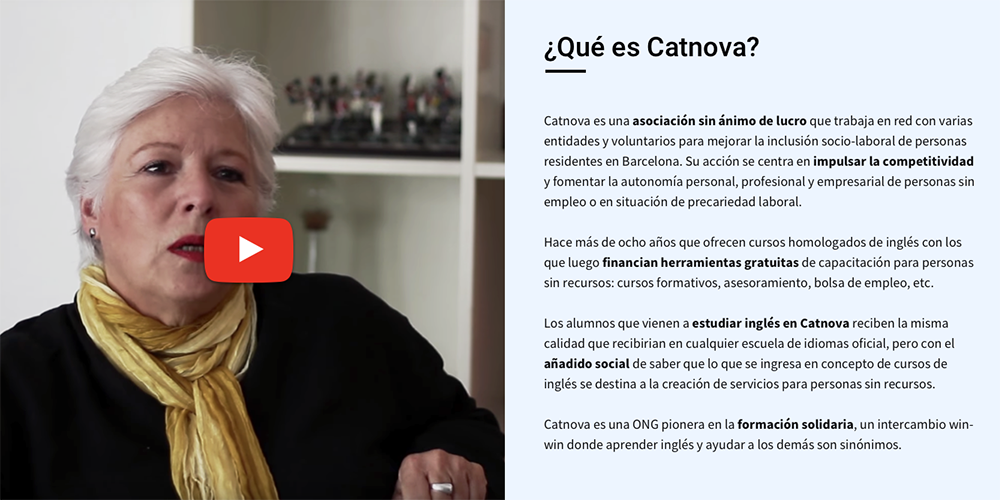 ¿Qué es Catnova?
Catnova es una asociación sin ánimo de lucro que trabaja en red con varias
entidades y voluntarios para mejorar la inclusión socio-laboral de personas
residentes en Barcelona. Su acción se centra en impulsar la competitividad
y fomentar la autonomía personal, profesional y empresarial de personas sin
empleo o en situación de precariedad laboral.
Hace más de ocho años que ofrecen cursos homologados de inglés con los
que luego financian herramientas gratuitas de capacitación para personas
sin recursos: cursos formativos, asesoramiento, bolsa de empleo, etc.
Los alumnos que vienen a estudiar inglés en Catnova reciben la misma
calidad que recibirian en cualquier escuela de idiomas oficial, pero con el
añadido social de saber que lo que se ingresa en concepto de cursos de
inglés se destina a la creación de servicios para personas sin recursos.
Catnova es una ONG pionera en la formación solidaria, un intercambio win-
win donde aprender inglés y ayudar a los demás son sinónimos.